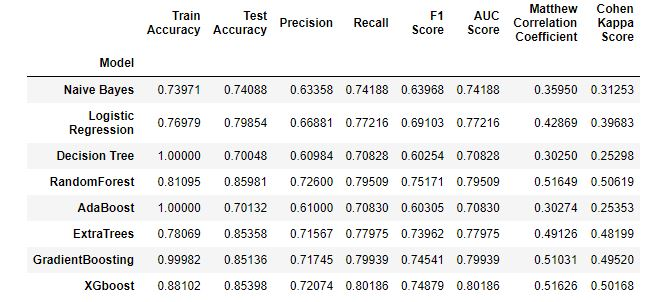 Model Train Accuracy Test Accuracy Precision Recall F1 Score AUC Score Matthew Correlation Coefficient Cohen Kappa Score
Naive Bayes 0.73971 0.74088 0.63358 0.74188 0.63968 0.74188 0.35950 0.31253
Logistic Regression 0.76979 0.79854 0.66881 0.77216 0.69103 0.77216 0.42869 0.39683
Decision Tree 1.00000 0.70048 0.60984 0.70828 0.60254 0.70828 0.30250 0.25298
RandomForest 0.81095 0.85981 0.72600 0.79509 0.75171 0.79509 0.51649 0.50619
AdaBoost 1.00000 0.70132 0.61000 0.70830 0.60305 0.70830 0.30274 0.25353
ExtraTrees 0.78069 0.85358 0.71567 0.77975 0.73962 0.77975 0.49126 0.48199
GradientBoosting 0.99982 0.85136 0.71745 0.79939 0.74541 0.79939 0.51031 0.49520
XGboost 0.88102 0.85398 0.72074 0.80186 0.74879 0.80186 0.51626 0.50168